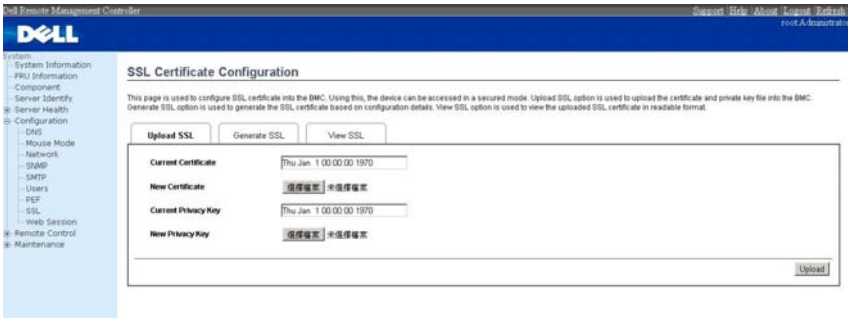 Dell Remote Management Controller
Support Help About Logout Refresh
root:Administrator
DELL
System
System Information
FRU Information
Component
Server Identify
Server Health
Configuration
DNS
Mouse Mode
Network
SNMP
SMTP
Users
PEF
SSL
Web Session
Remote Control
Maintenance
SSL Certificate Configuration
This page is used to configure SSL certificate into the BMC. Using this, the device can be accessed in a secured mode. Upload SSL option is used to upload the certificate and private key file into the BMC.
Generate SSL option is used to generate the SSL certificate based on configuration details. View SSL option is used to view the uploaded SSL certificate in readable format.
Upload SSL
Generate SSL
View SSL
Current Certificate
Thu Jan 1 00:00:00 1970
New Certificate
選擇檔案 未選擇檔案
Current Privacy Key
Thu Jan 1 00:00:00 1970
New Privacy Key
選擇檔案 未選擇檔案
Upload